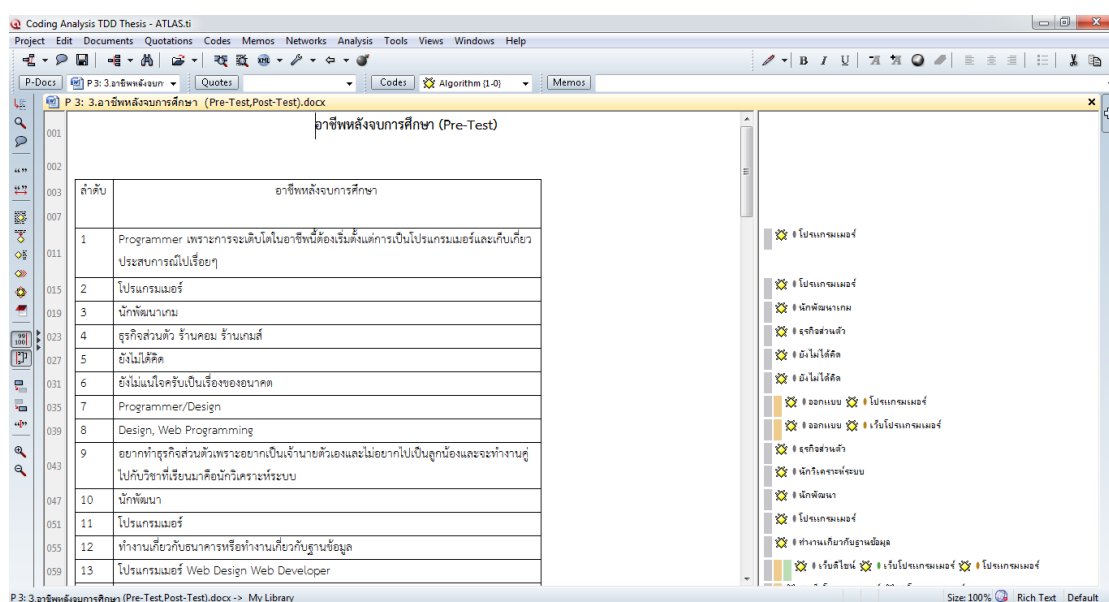 Coding Analysis TDD Thesis - ATLAS.ti
Project Edit Documents Quotations Codes Memos Networks Analysis Tools Views Windows Help
B I U
P-Docs P 3: 3.อาชีพหลังจบการ Quotes Codes Algorithm {1-0} Memos
P 3: 3.อาชีพหลังจบการศึกษา (Pre-Test,Post-Test).docx
001 อาชีพหลังจบการศึกษา (Pre-Test)
002
003 ลำดับ อาชีพหลังจบการศึกษา
007
1 Programmer เพราะการจะเติบโตในอาชีพนี้ต้องเริ่มตั้งแต่การเป็นโปรแกรมเมอร์และเก็บเกี่ยว โปรแกรมเมอร์
011 ประสบการณ์ไปเรื่อยๆ
015 2 โปรแกรมเมอร์ โปรแกรมเมอร์
019 3 นักพัฒนาเกม นักพัฒนาเกม
023 4 ธุรกิจส่วนตัว ร้านคอม ร้านเกมส์ ธุรกิจส่วนตัว
027 5 ยังไม่ได้คิด ยังไม่ได้คิด
031 6 ยังไม่แน่ใจครับเป็นเรื่องของอนาคต ยังไม่ได้คิด
035 7 Programmer/Design ออกแบบ โปรแกรมเมอร์
039 8 Design, Web Programming ออกแบบ เว็บโปรแกรมเมอร์
9 อยากทำธุรกิจส่วนตัวเพราะอยากเป็นเจ้านายตัวเองและไม่อยากไปเป็นลูกน้องและจะทำงานคู่ ธุรกิจส่วนตัว
043 ไปกับวิชาที่เรียนมาคือนักวิเคราะห์ระบบ นักวิเคราะห์ระบบ
047 10 นักพัฒนา นักพัฒนา
051 11 โปรแกรมเมอร์ โปรแกรมเมอร์
055 12 ทำงานเกี่ยวกับธนาคารหรือทำงานเกี่ยวกับฐานข้อมูล ทำงานเกี่ยวกับฐานข้อมูล
059 13 โปรแกรมเมอร์ Web Design Web Developer เว็บดีไซน์ เว็บโปรแกรมเมอร์ โปรแกรมเมอร์
P 3: 3.อาชีพหลังจบการศึกษา (Pre-Test,Post-Test).docx -> My Library Size: 100% Rich Text Default